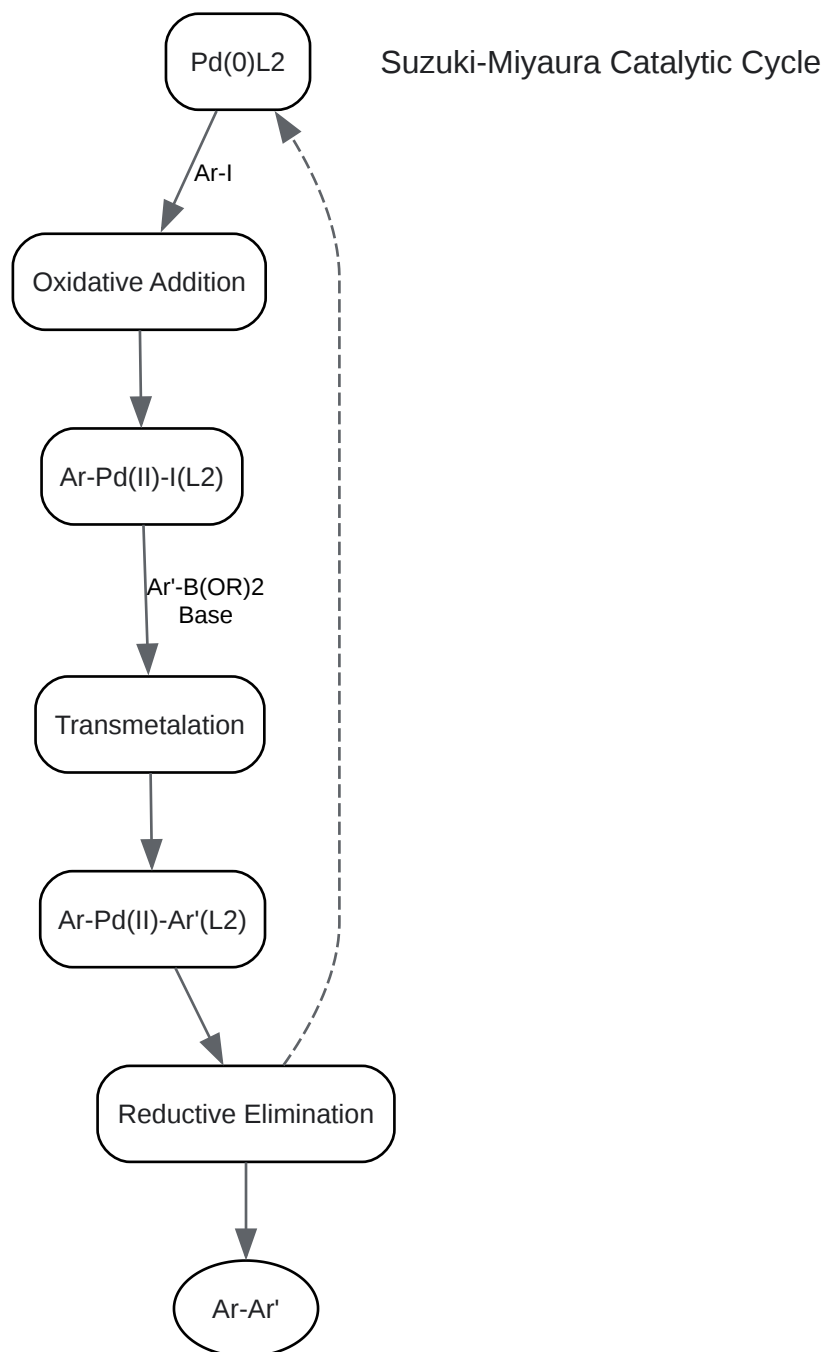 Pd(0)L2
Suzuki-Miyaura Catalytic Cycle
Ar-I
Oxidative Addition
Ar-Pd(II)-I(L2)
Ar'-B(OR)2
Base
Transmetalation
Ar-Pd(II)-Ar'(L2)
Reductive Elimination
Ar-Ar'